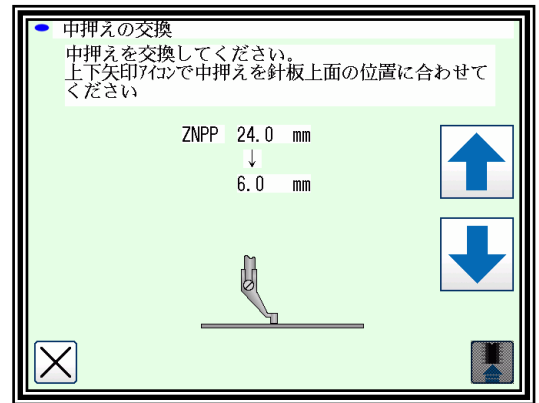 中押えの交換
中押えを交換してください。
上下矢印ｱｲｺﾝで中押えを針板上面の位置に合わせて
ください
ZNPP 24.0 mm
↓
6.0 mm